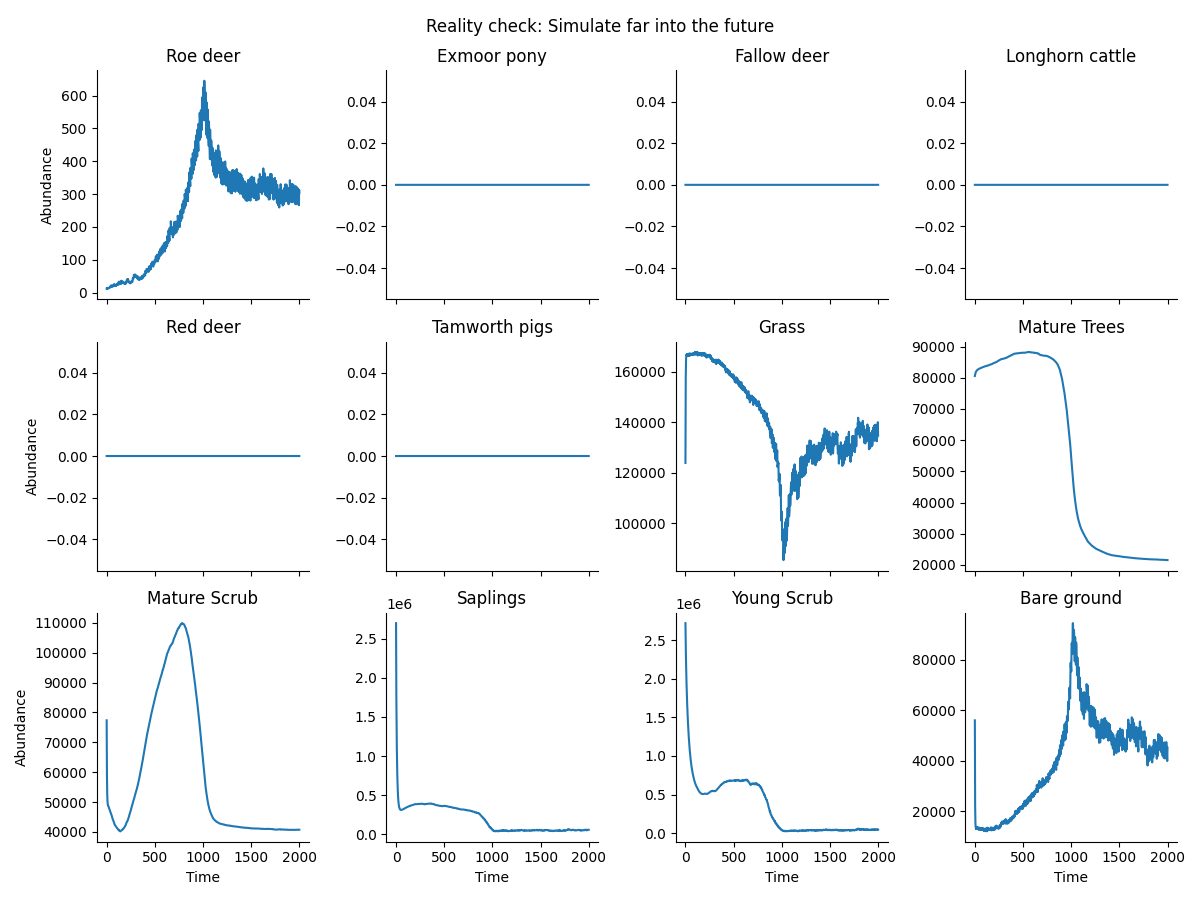 Reality check: Simulate far into the future
Roe deer
Exmoor pony
Fallow deer
Longhorn cattle
Abundance
600
500
400
300
200
100
0
0.04
0.02
0.00
−0.02
−0.04
0.04
0.02
0.00
−0.02
−0.04
0.04
0.02
0.00
−0.02
−0.04
Red deer
Tamworth pigs
Grass
Mature Trees
Abundance
0.04
0.02
0.00
−0.02
−0.04
0.04
0.02
0.00
−0.02
−0.04
160000
140000
120000
100000
90000
80000
70000
60000
50000
40000
30000
20000
Mature Scrub
Saplings
Young Scrub
Bare ground
Abundance
110000
100000
90000
80000
70000
60000
50000
40000
1e6
2.5
2.0
1.5
1.0
0.5
0.0
1e6
2.5
2.0
1.5
1.0
0.5
0.0
80000
60000
40000
20000
0 500 1000 1500 2000
0 500 1000 1500 2000
0 500 1000 1500 2000
0 500 1000 1500 2000
Time
Time
Time
Time